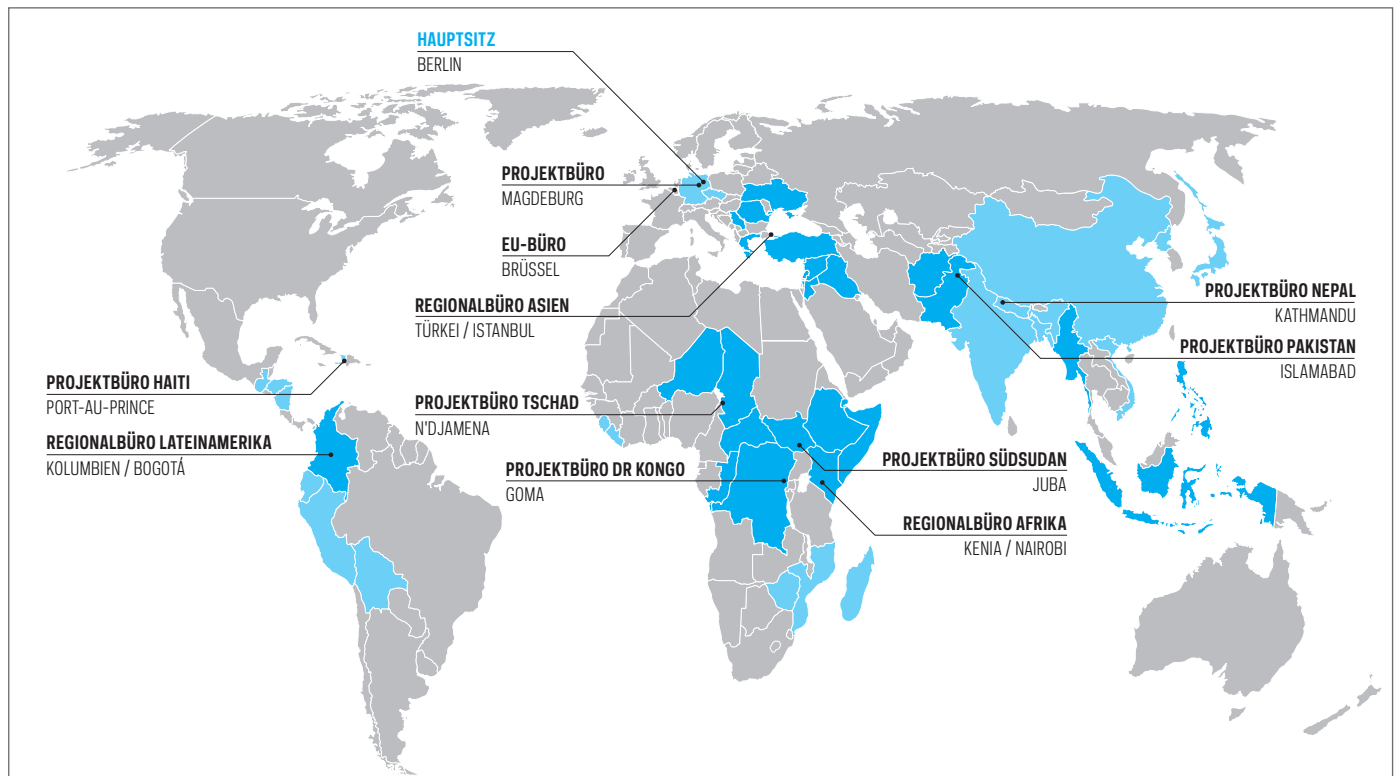 HAUPTSITZ
BERLIN
PROJEKTBÜRO
MAGDEBURG
EU-BÜRO
BRÜSSEL
REGIONALBÜRO ASIEN
TÜRKEI / ISTANBUL
PROJEKTBÜRO NEPAL
KATHMANDU
PROJEKTBÜRO PAKISTAN
ISLAMABAD
PROJEKTBÜRO HAITI
PORT-AU-PRINCE
REGIONALBÜRO LATEINAMERIKA
KOLUMBIEN / BOGOTÁ
PROJEKTBÜRO TSCHAD
N'DJAMENA
PROJEKTBÜRO DR KONGO
GOMA
PROJEKTBÜRO SÜDSUDAN
JUBA
REGIONALBÜRO AFRIKA
KENIA / NAIROBI